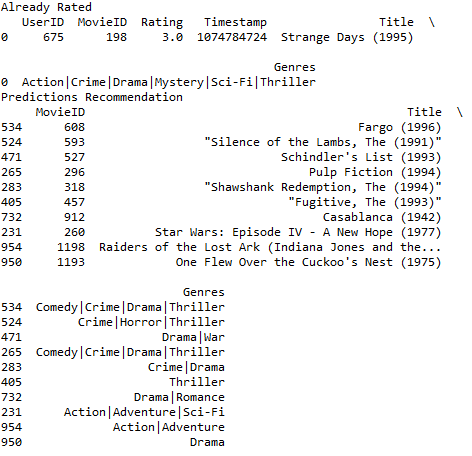 Already Rated
UserID MovieID Rating Timestamp Title \
0 675 198 3.0 1074784724 Strange Days (1995)
Genres
0 Action|Crime|Drama|Mystery|Sci-Fi|Thriller
Predictions Recommendation
MovieID Title \
534 608 Fargo (1996)
524 593 "Silence of the Lambs, The (1991)"
471 527 Schindler's List (1993)
265 296 Pulp Fiction (1994)
283 318 "Shawshank Redemption, The (1994)"
405 457 "Fugitive, The (1993)"
732 912 Casablanca (1942)
231 260 Star Wars: Episode IV - A New Hope (1977)
954 1198 Raiders of the Lost Ark (Indiana Jones and the...
950 1193 One Flew Over the Cuckoo's Nest (1975)
Genres
534 Comedy|Crime|Drama|Thriller
524 Crime|Horror|Thriller
471 Drama|War
265 Comedy|Crime|Drama|Thriller
283 Crime|Drama
405 Thriller
732 Drama|Romance
231 Action|Adventure|Sci-Fi
954 Action|Adventure
950 Drama